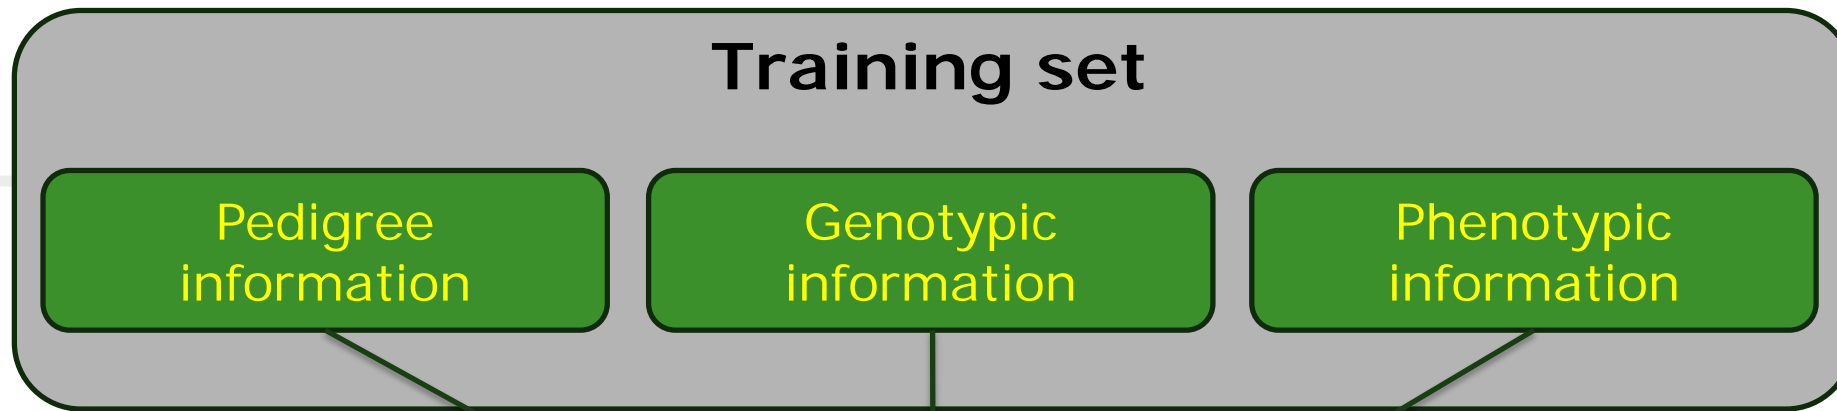 Training set
Pedigree
information
Genotypic
information
Phenotypic
information